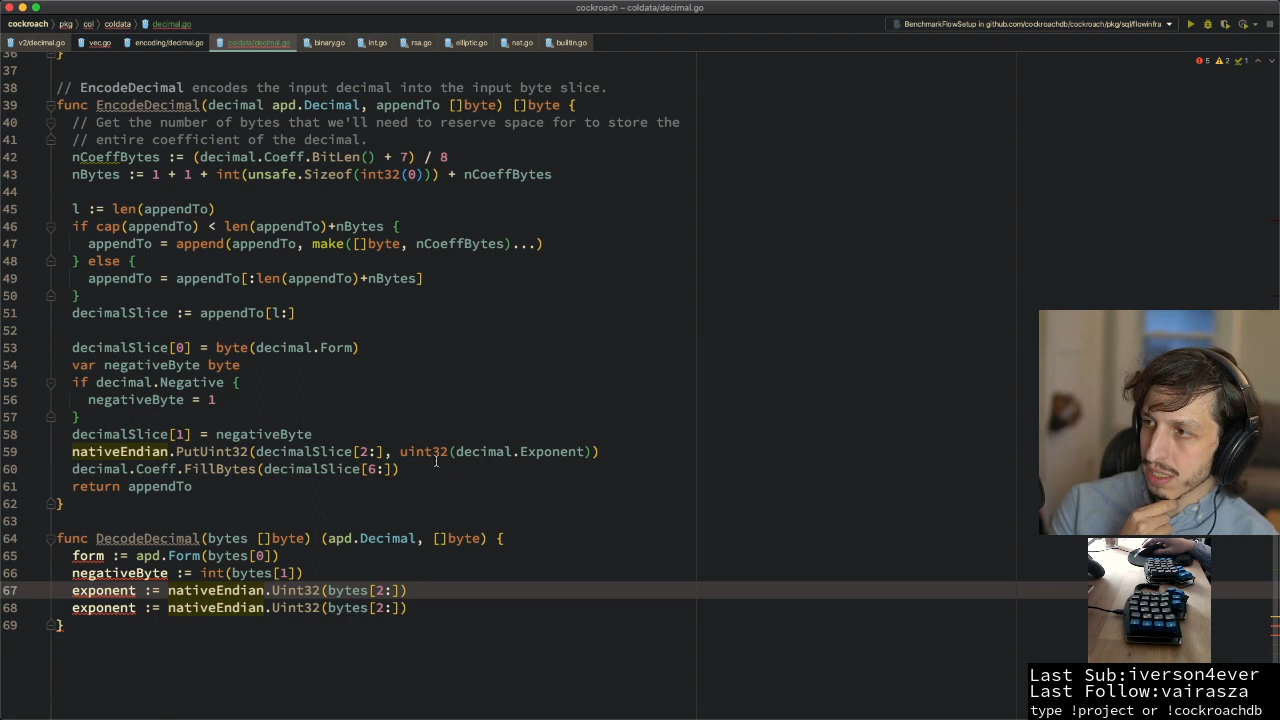 cockroach – coldata/decimal.go
cockroach › pkg › col › coldata › decimal.go
BenchmarkFlowSetup in github.com/cockroachdb/cockroach/pkg/sql/flowinfra
v2/decimal.go vec.go encoding/decimal.go coldata/decimal.go binary.go int.go rsa.go elliptic.go nat.go builtin.go
5 2 1
36 }
37
38 // EncodeDecimal encodes the input decimal into the input byte slice.
39 func EncodeDecimal(decimal apd.Decimal, appendTo []byte) []byte {
40 // Get the number of bytes that we'll need to reserve space for to store the
41 // entire coefficient of the decimal.
42 nCoeffBytes := (decimal.Coeff.BitLen() + 7) / 8
43 nBytes := 1 + 1 + int(unsafe.Sizeof(int32(0))) + nCoeffBytes
44
45 l := len(appendTo)
46 if cap(appendTo) < len(appendTo)+nBytes {
47 appendTo = append(appendTo, make([]byte, nCoeffBytes)...)
48 } else {
49 appendTo = appendTo[:len(appendTo)+nBytes]
50 }
51 decimalSlice := appendTo[l:]
52
53 decimalSlice[0] = byte(decimal.Form)
54 var negativeByte byte
55 if decimal.Negative {
56 negativeByte = 1
57 }
58 decimalSlice[1] = negativeByte
59 nativeEndian.PutUint32(decimalSlice[2:], uint32(decimal.Exponent))
60 decimal.Coeff.FillBytes(decimalSlice[6:])
61 return appendTo
62 }
63
64 func DecodeDecimal(bytes []byte) (apd.Decimal, []byte) {
65 form := apd.Form(bytes[0])
66 negativeByte := int(bytes[1])
67 exponent := nativeEndian.Uint32(bytes[2:])
68 exponent := nativeEndian.Uint32(bytes[2:])
69 }
Last Sub:iverson4ever
Last Follow:vairasza
type !project or !cockroachdb